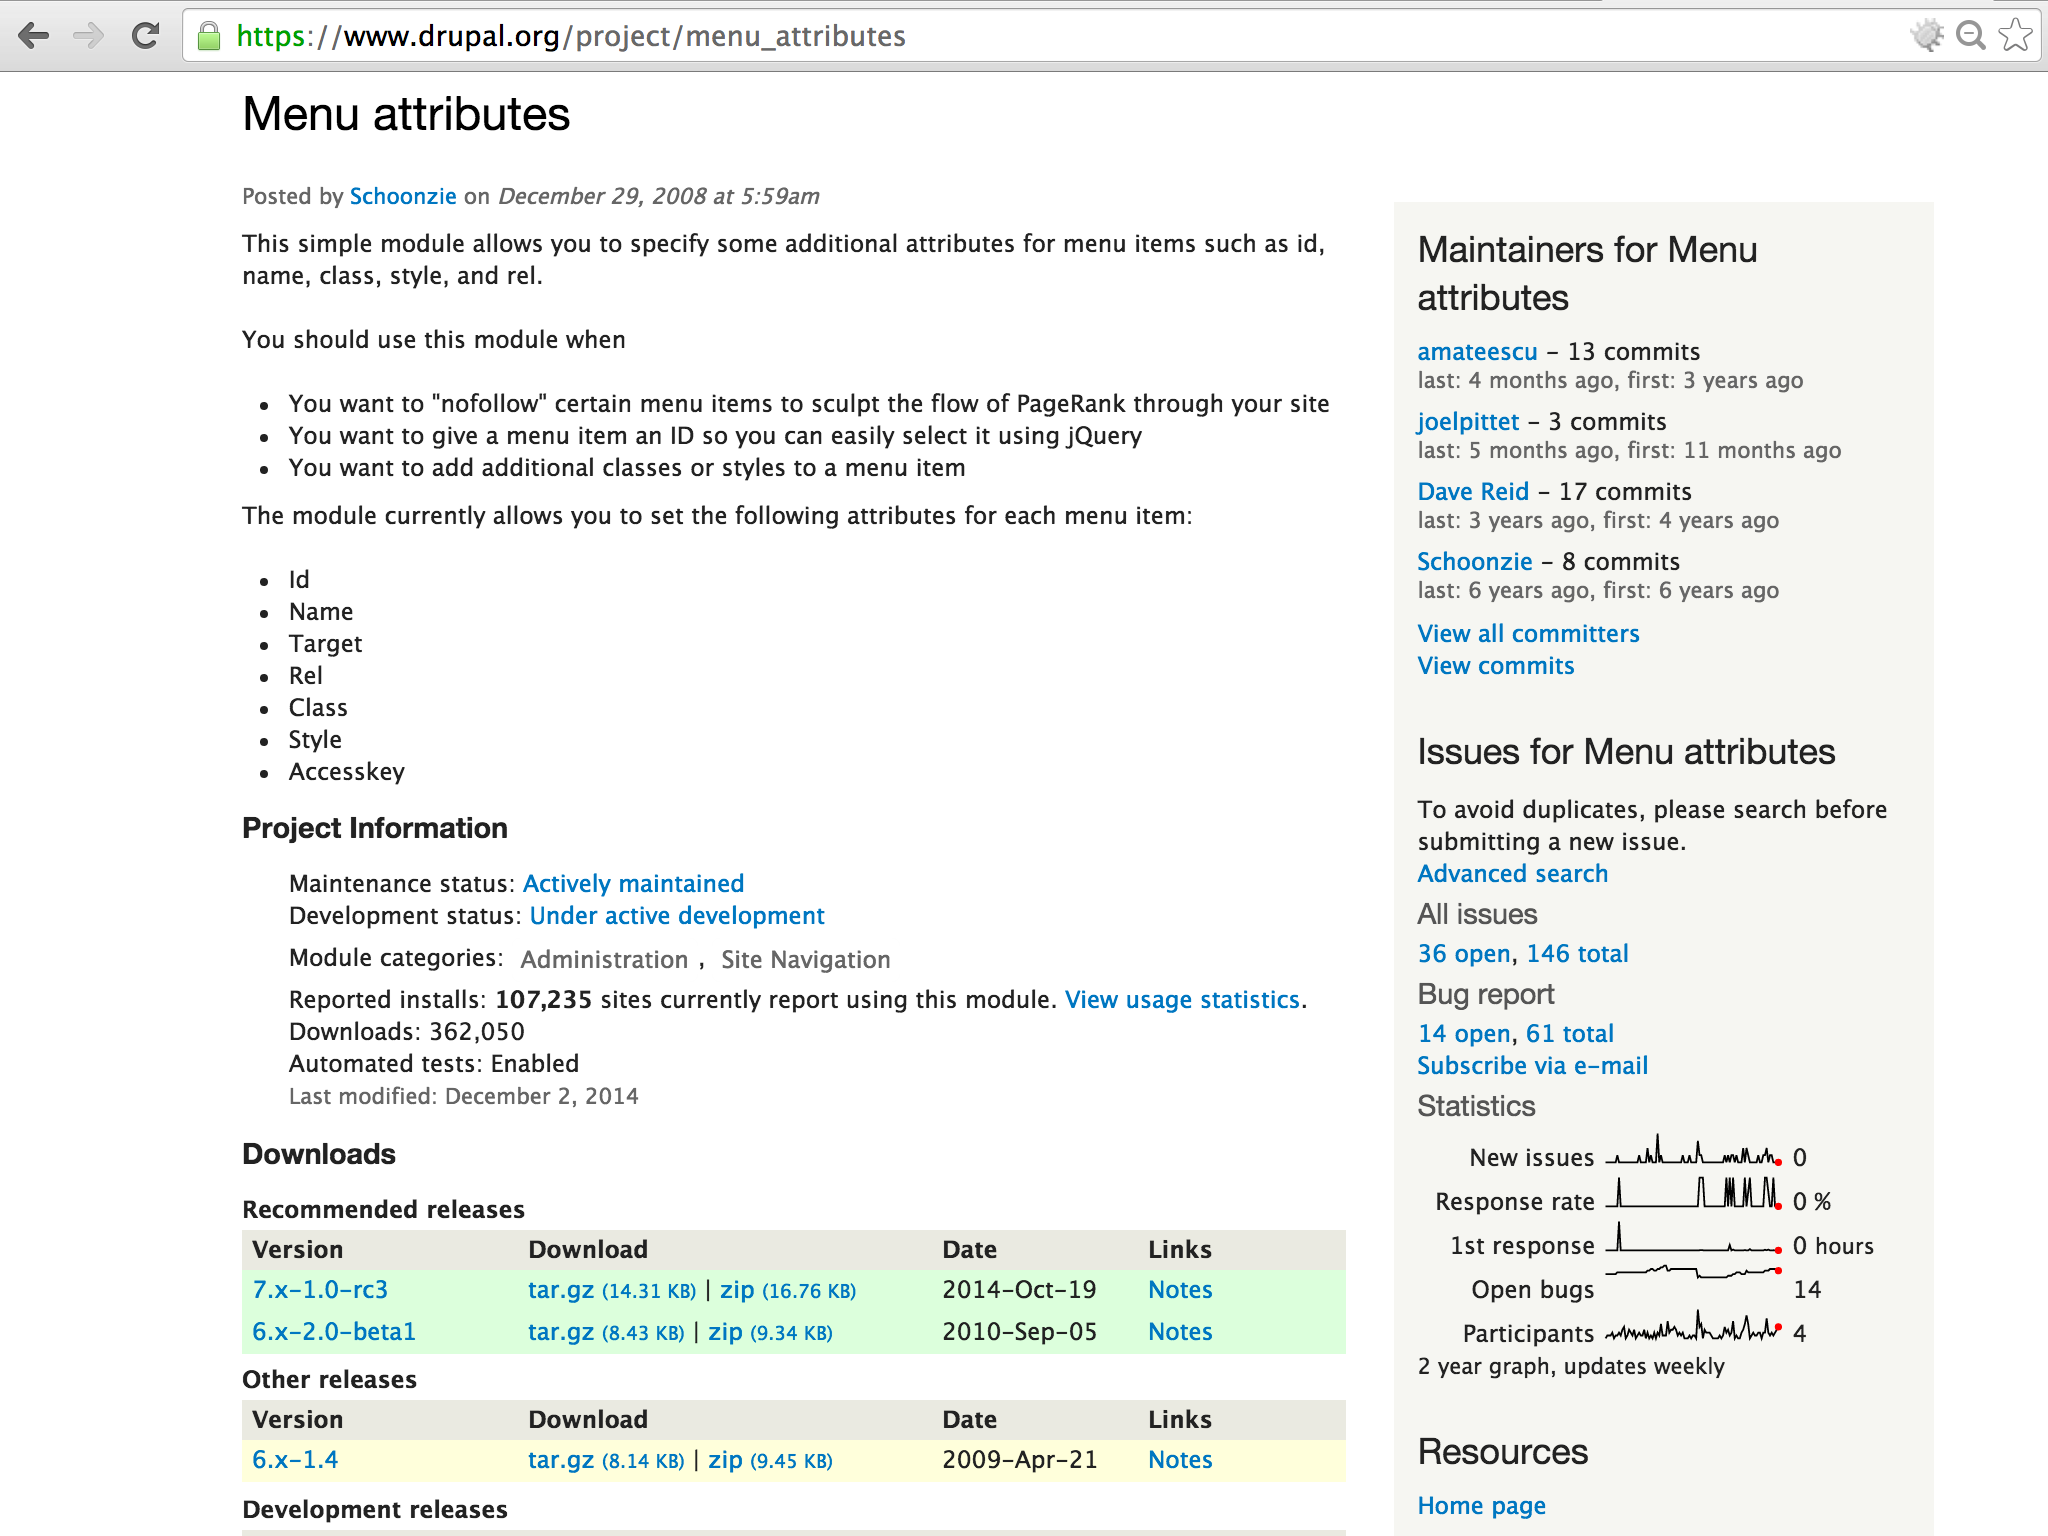 https://www.drupal.org/project/menu_attributes
Menu attributes
Posted by Schoonzie on December 29, 2008 at 5:59am
This simple module allows you to specify some additional attributes for menu items such as id,
name, class, style, and rel.
You should use this module when
• You want to "nofollow" certain menu items to sculpt the flow of PageRank through your site
• You want to give a menu item an ID so you can easily select it using jQuery
• You want to add additional classes or styles to a menu item
The module currently allows you to set the following attributes for each menu item:
• Id
• Name
• Target
• Rel
• Class
• Style
• Accesskey
Project Information
Maintenance status: Actively maintained
Development status: Under active development
Module categories: Administration , Site Navigation
Reported installs: 107,235 sites currently report using this module. View usage statistics.
Downloads: 362,050
Automated tests: Enabled
Last modified: December 2, 2014
Downloads
Recommended releases
Version Download Date Links
7.x-1.0-rc3 tar.gz (14.31 KB) | zip (16.76 KB) 2014-Oct-19 Notes
6.x-2.0-beta1 tar.gz (8.43 KB) | zip (9.34 KB) 2010-Sep-05 Notes
Other releases
Version Download Date Links
6.x-1.4 tar.gz (8.14 KB) | zip (9.45 KB) 2009-Apr-21 Notes
Development releases
Maintainers for Menu
attributes
amateescu – 13 commits
last: 4 months ago, first: 3 years ago
joelpittet – 3 commits
last: 5 months ago, first: 11 months ago
Dave Reid – 17 commits
last: 3 years ago, first: 4 years ago
Schoonzie – 8 commits
last: 6 years ago, first: 6 years ago
View all committers
View commits
Issues for Menu attributes
To avoid duplicates, please search before
submitting a new issue.
Advanced search
All issues
36 open, 146 total
Bug report
14 open, 61 total
Subscribe via e-mail
Statistics
New issues 0
Response rate 0 %
1st response 0 hours
Open bugs 14
Participants 4
2 year graph, updates weekly
Resources
Home page